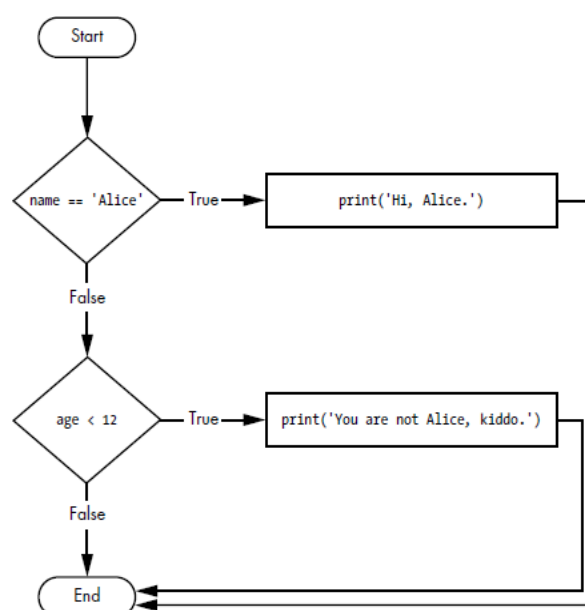 Start
name == 'Alice'
True
print('Hi, Alice.')
False
age < 12
True
print('You are not Alice, kiddo.')
False
End